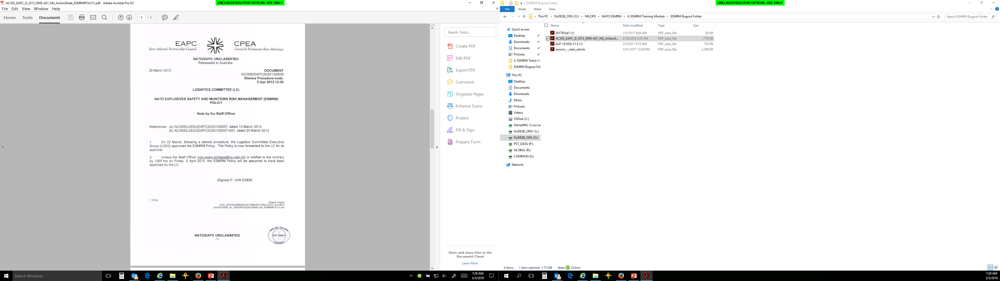 AC305_EAPC_D_2013_0008-AS1_NU_ActionSheet_ESMRMPOLICY.pdf - Adobe Acrobat Pro DC
UNCLASSIFIED//FOR OFFICIAL USE ONLY
File Edit View Window Help
Home Tools Document 3 / 6
EAPC CPEA
Euro-Atlantic Partnership Council Conseil de Partenariat Euro-Atlantique
NATO/EAPC UNCLASSIFIED
Releasable to Australia
26 March 2013 DOCUMENT
AC/305(EAPC)D(2013)0008
Silence Procedure ends:
5 Apr 2013 12:00
LOGISTICS COMMITTEE (LC)
NATO EXPLOSIVES SAFETY AND MUNITIONS RISK MANAGEMENT (ESMRM)
POLICY
Note by the Staff Officer
References: (a) AC/305(LCEG)(EAPC)D(2013)0007, dated 13 March 2013
(b) AC/305(LCEG)(EAPC)D(2013)0007-AS1, dated 25 March 2013
1. On 22 March, following a silence procedure, the Logistics Committee Executive
Group (LCEG) approved the ESMRM Policy. The Policy is now forwarded to the LC for its
approval.
2. Unless the Staff Officer (van-exem.philippe@hq.nato.int) is notified to the contrary
by 1200 hrs on Friday, 5 April 2013, the ESMRM Policy will be assumed to have been
approved by the LC.
(Signed) P. VAN EXEM
1 Annex
Original: English
G:\01_DPPDOCS\MEMO(ACTION-INFO-SN)\LOG\LC and SNLC
Doc\20130326_AC_305(EAPC)D(2013)0008_NU_ESMRMPOLICY.doc
NATO/EAPC UNCLASSIFIED
-1-
NATO HQ - QG OTAN
DOCUMENT
Search Tools...
Create PDF
Edit PDF
Export PDF
Comment
Organize Pages
Enhance Scans
Protect
Fill & Sign
Prepare Form
Store and share files in the
Document Cloud
Learn More
Search Windows
7:28 AM
3/5/2018
ESMRM Bugout Folder
UNCLASSIFIED//FOR OFFICIAL USE ONLY
File Home Share View
This PC > DoDESB_ORG (O:) > MILOPS > NATO ESMRM > 4. ESMRM Training Module > ESMRM Bugout Folder
Search ESMRM Bugout Folder
Name Date modified Type Size
2617EFed1 (1) 2/3/2017 9:09 AM PDF_auto_file 80 KB
AC305_EAPC_D_2013_0008-AS1_NU_ActionS... 2/28/2018 2:21 PM PDF_auto_file 1,778 KB
ALP-16 EDA V1 E (1) 2/3/2017 9:10 AM PDF_auto_file 754 KB
esmrm_-_nato_article 5/31/2017 12:56 PM PDF_auto_file 2,398 KB
Quick access
Desktop
Downloads
Documents
Pictures
4. ESMRM Traini
ESMRM Bugout Fol
This PC
Desktop
Documents
Downloads
Music
Pictures
Videos
OSDisk (C:)
DarnellMC (\\usr.os
DoDESB_ORG1 (L:)
DoDESB_ORG (O:)
PST_DATA (P:)
GLOBAL (R:)
COMMON (S:)
Network
4 items 1 item selected 1.73 MB State: Online
7:28 AM
3/5/2018